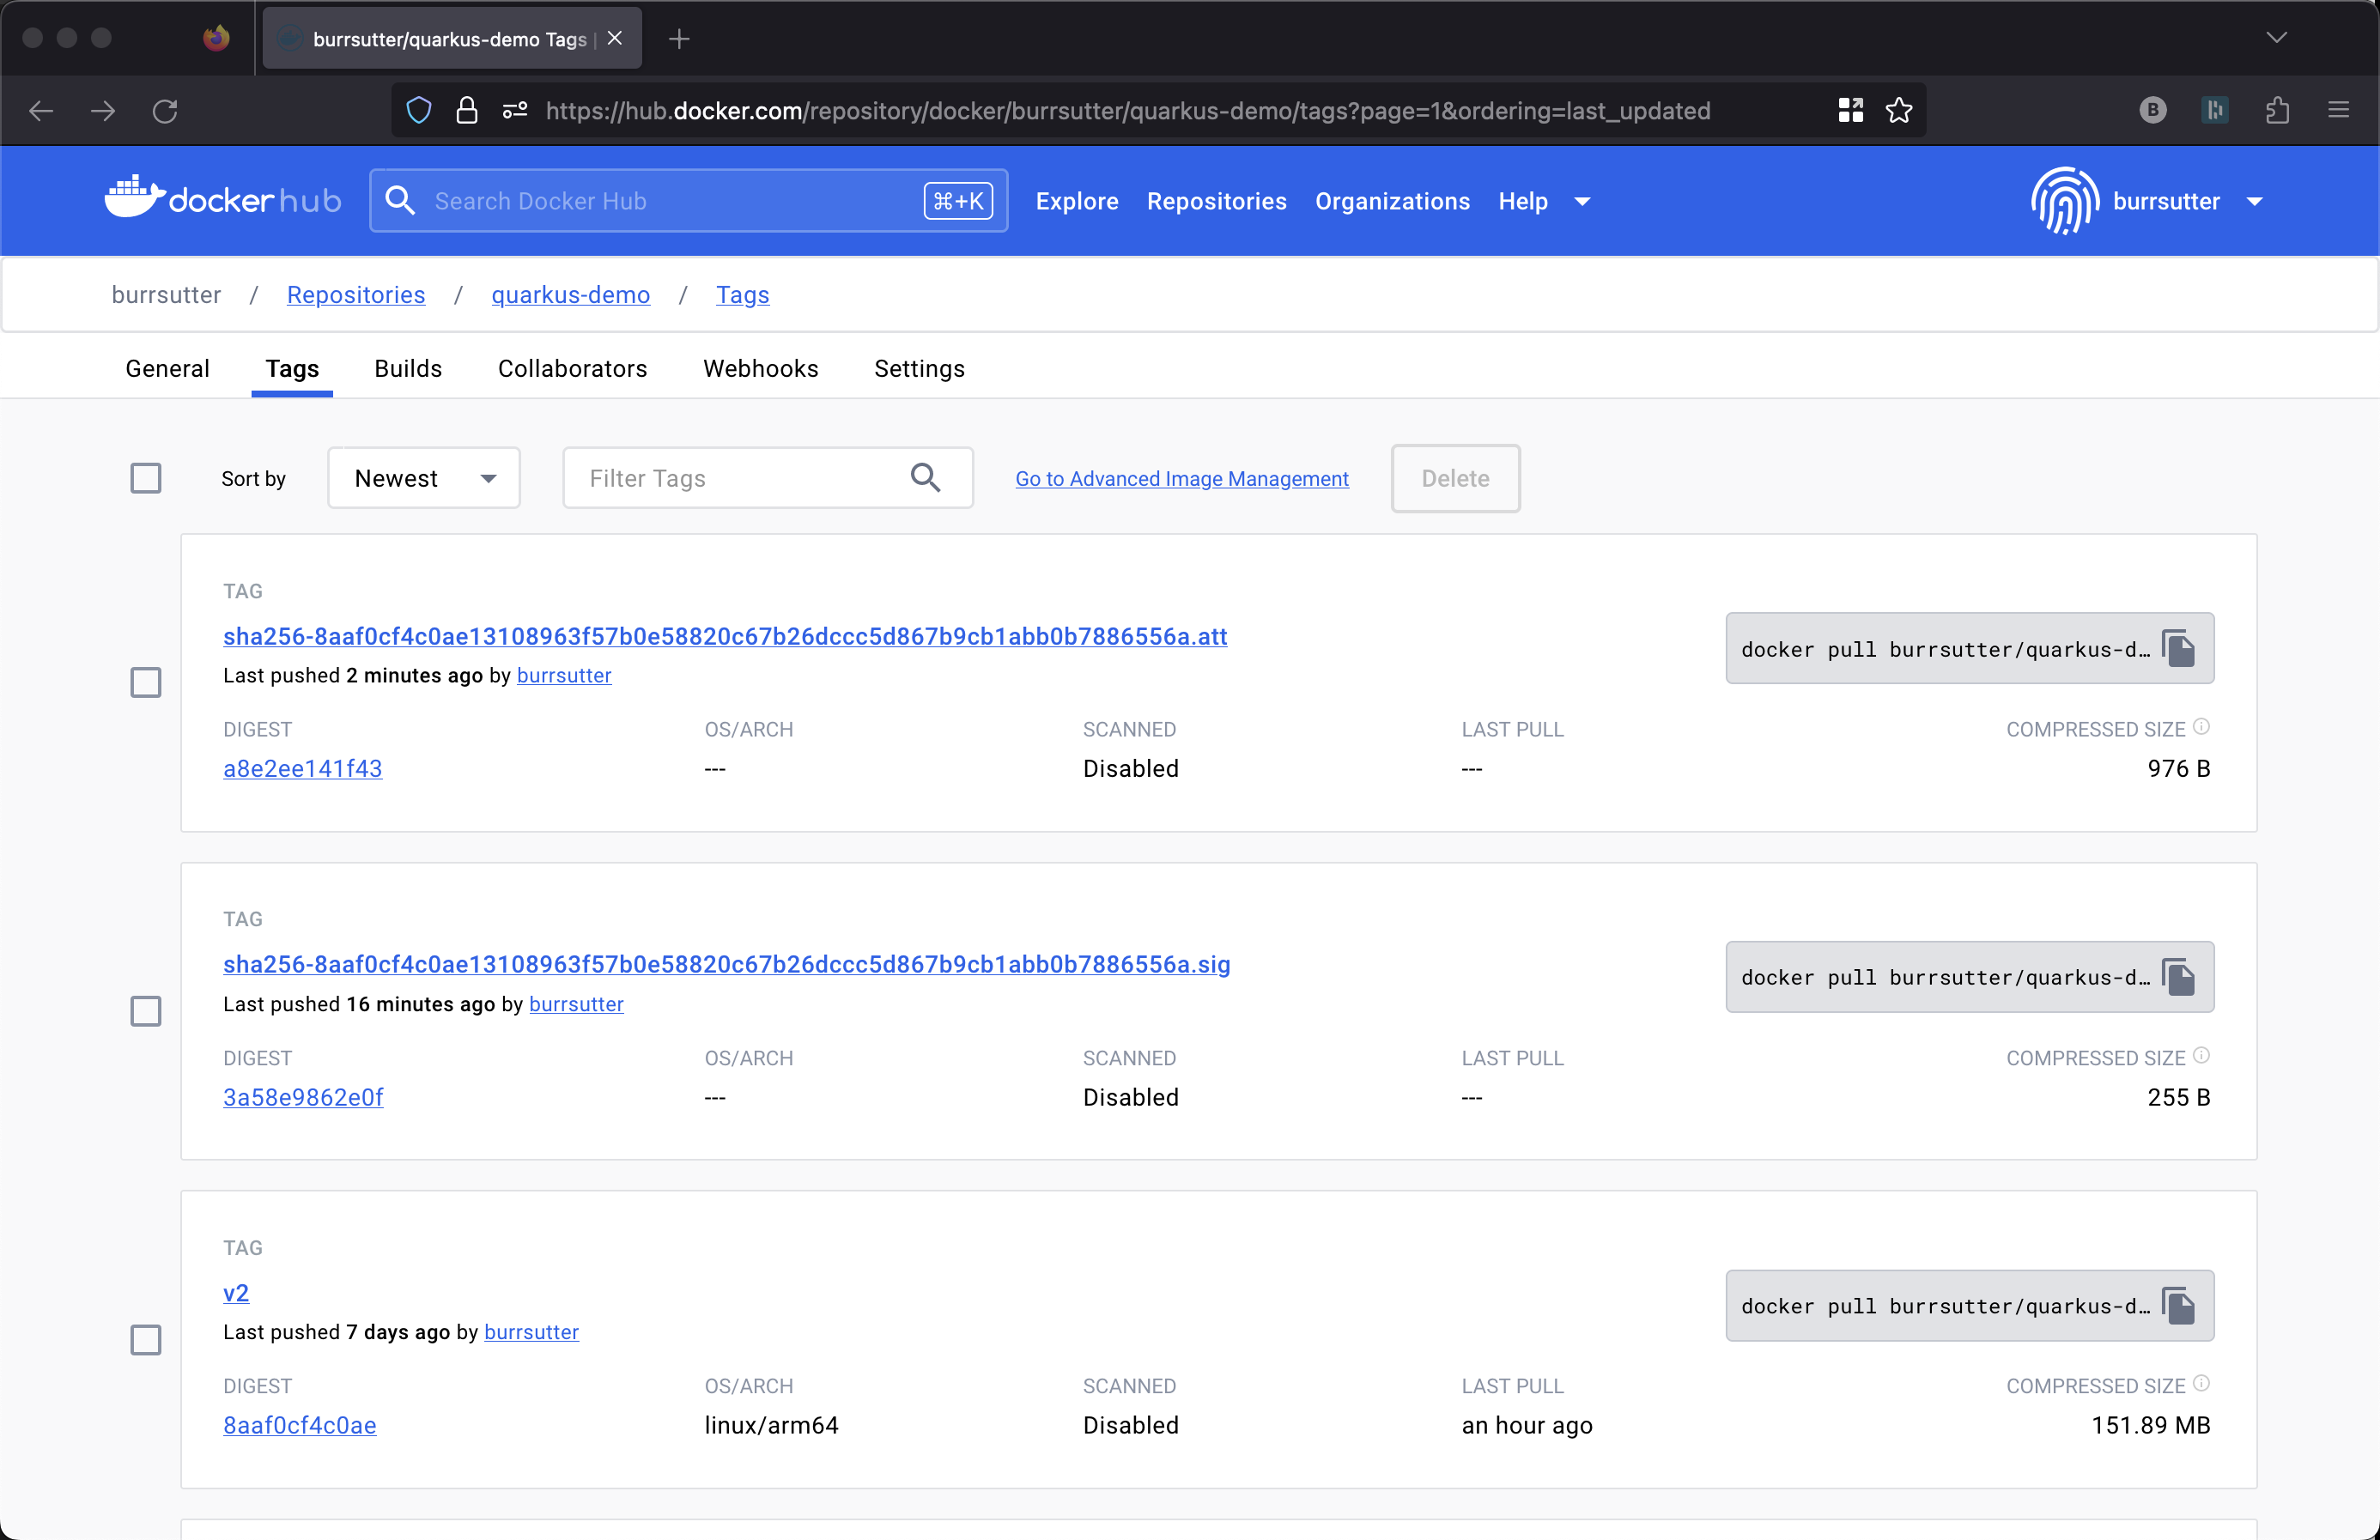 burrsutter/quarkus-demo Tags |
https://hub.docker.com/repository/docker/burrsutter/quarkus-demo/tags?page=1&ordering=last_updated
B
dockerhub
Search Docker Hub
⌘+K
Explore
Repositories
Organizations
Help
burrsutter
burrsutter / Repositories / quarkus-demo / Tags
General
Tags
Builds
Collaborators
Webhooks
Settings
Sort by
Newest
Filter Tags
Go to Advanced Image Management
Delete
TAG
sha256-8aaf0cf4c0ae13108963f57b0e58820c67b26dccc5d867b9cb1abb0b7886556a.att
docker pull burrsutter/quarkus-d…
Last pushed 2 minutes ago by burrsutter
DIGEST
OS/ARCH
SCANNED
LAST PULL
COMPRESSED SIZE
a8e2ee141f43
---
Disabled
---
976 B
TAG
sha256-8aaf0cf4c0ae13108963f57b0e58820c67b26dccc5d867b9cb1abb0b7886556a.sig
docker pull burrsutter/quarkus-d…
Last pushed 16 minutes ago by burrsutter
DIGEST
OS/ARCH
SCANNED
LAST PULL
COMPRESSED SIZE
3a58e9862e0f
---
Disabled
---
255 B
TAG
v2
docker pull burrsutter/quarkus-d…
Last pushed 7 days ago by burrsutter
DIGEST
OS/ARCH
SCANNED
LAST PULL
COMPRESSED SIZE
8aaf0cf4c0ae
linux/arm64
Disabled
an hour ago
151.89 MB